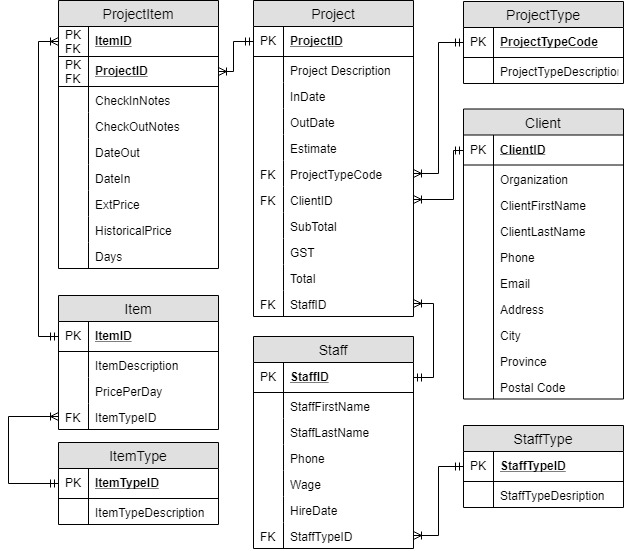 ProjectItem
PK
FK
ItemID
PK
FK
ProjectID
CheckInNotes
CheckOutNotes
DateOut
DateIn
ExtPrice
HistoricalPrice
Days
Project
PK ProjectID
Project Description
InDate
OutDate
Estimate
FK ProjectTypeCode
FK ClientID
SubTotal
GST
Total
FK StaffID
ProjectType
PK ProjectTypeCode
ProjectTypeDescription
Client
PK ClientID
Organization
ClientFirstName
ClientLastName
Phone
Email
Address
City
Province
Postal Code
Item
PK ItemID
ItemDescription
PricePerDay
FK ItemTypeID
Staff
PK StaffID
StaffFirstName
StaffLastName
Phone
Wage
HireDate
FK StaffTypeID
ItemType
PK ItemTypeID
ItemTypeDescription
StaffType
PK StaffTypeID
StaffTypeDesription